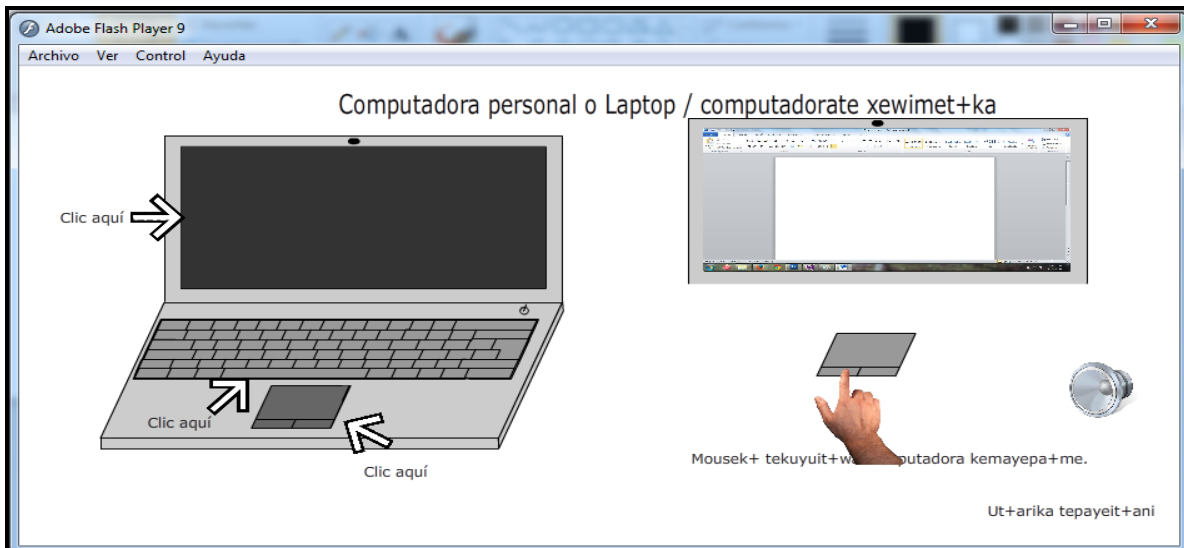 Adobe Flash Player 9
Archivo Ver Control Ayuda
Computadora personal o Laptop / computadorate xewimet+ka
Clic aquí
Clic aquí
Clic aquí
Mousek+ tekuyuit+ kemayepa+me.
Ut+arika tepayeit+ani